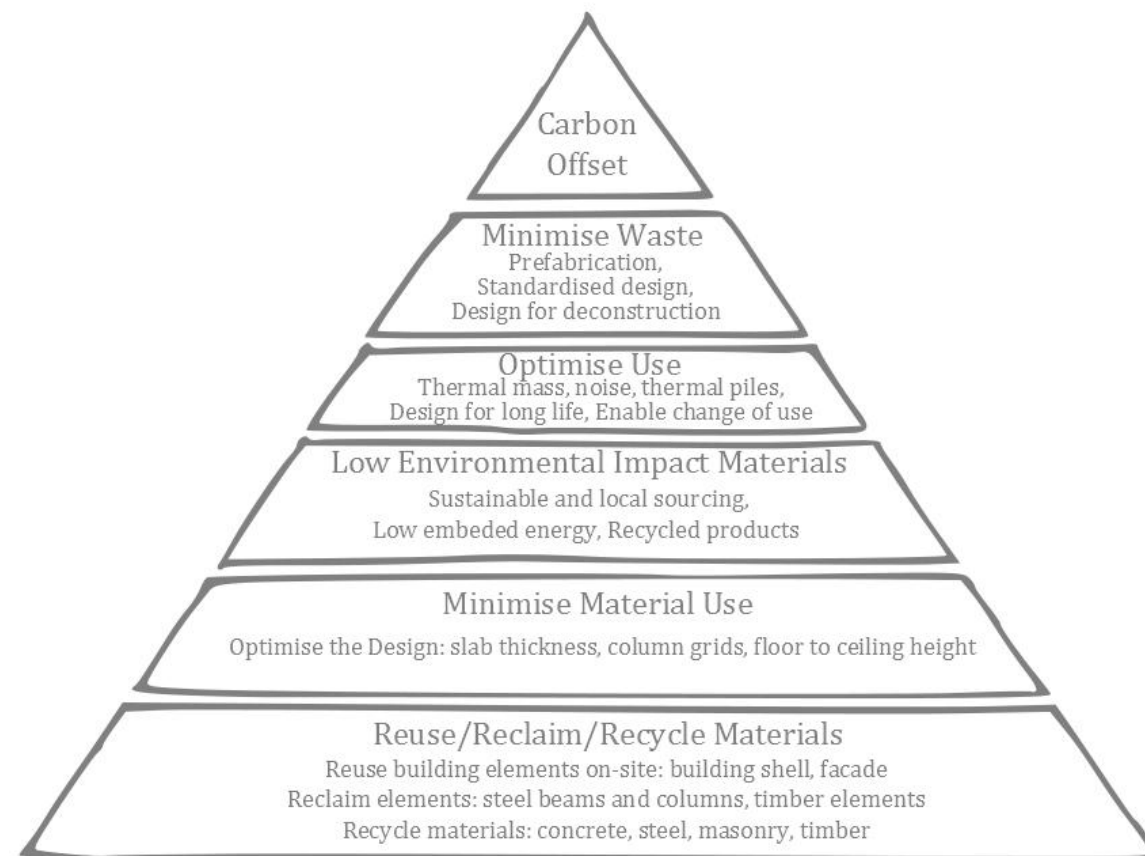 Carbon
Offset
Minimise Waste
Prefabrication,
Standardised design,
Design for deconstruction
Optimise Use
Thermal mass, noise, thermal piles,
Design for long life, Enable change of use
Low Environmental Impact Materials
Sustainable and local sourcing,
Low embeded energy, Recycled products
Minimise Material Use
Optimise the Design: slab thickness, column grids, floor to ceiling height
Reuse/Reclaim/Recycle Materials
Reuse building elements on-site: building shell, facade
Reclaim elements: steel beams and columns, timber elements
Recycle materials: concrete, steel, masonry, timber